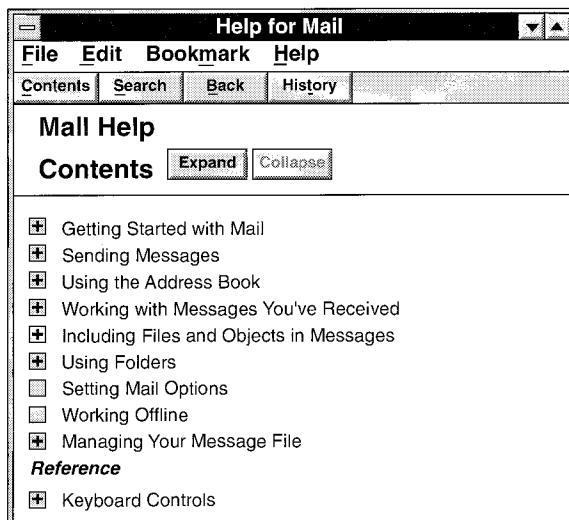 Help for Mail
File Edit Bookmark Help
Contents Search Back History
Mall Help
Contents Expand Collapse
Getting Started with Mail
Sending Messages
Using the Address Book
Working with Messages You've Received
Including Files and Objects in Messages
Using Folders
Setting Mail Options
Working Offline
Managing Your Message File
Reference
Keyboard Controls